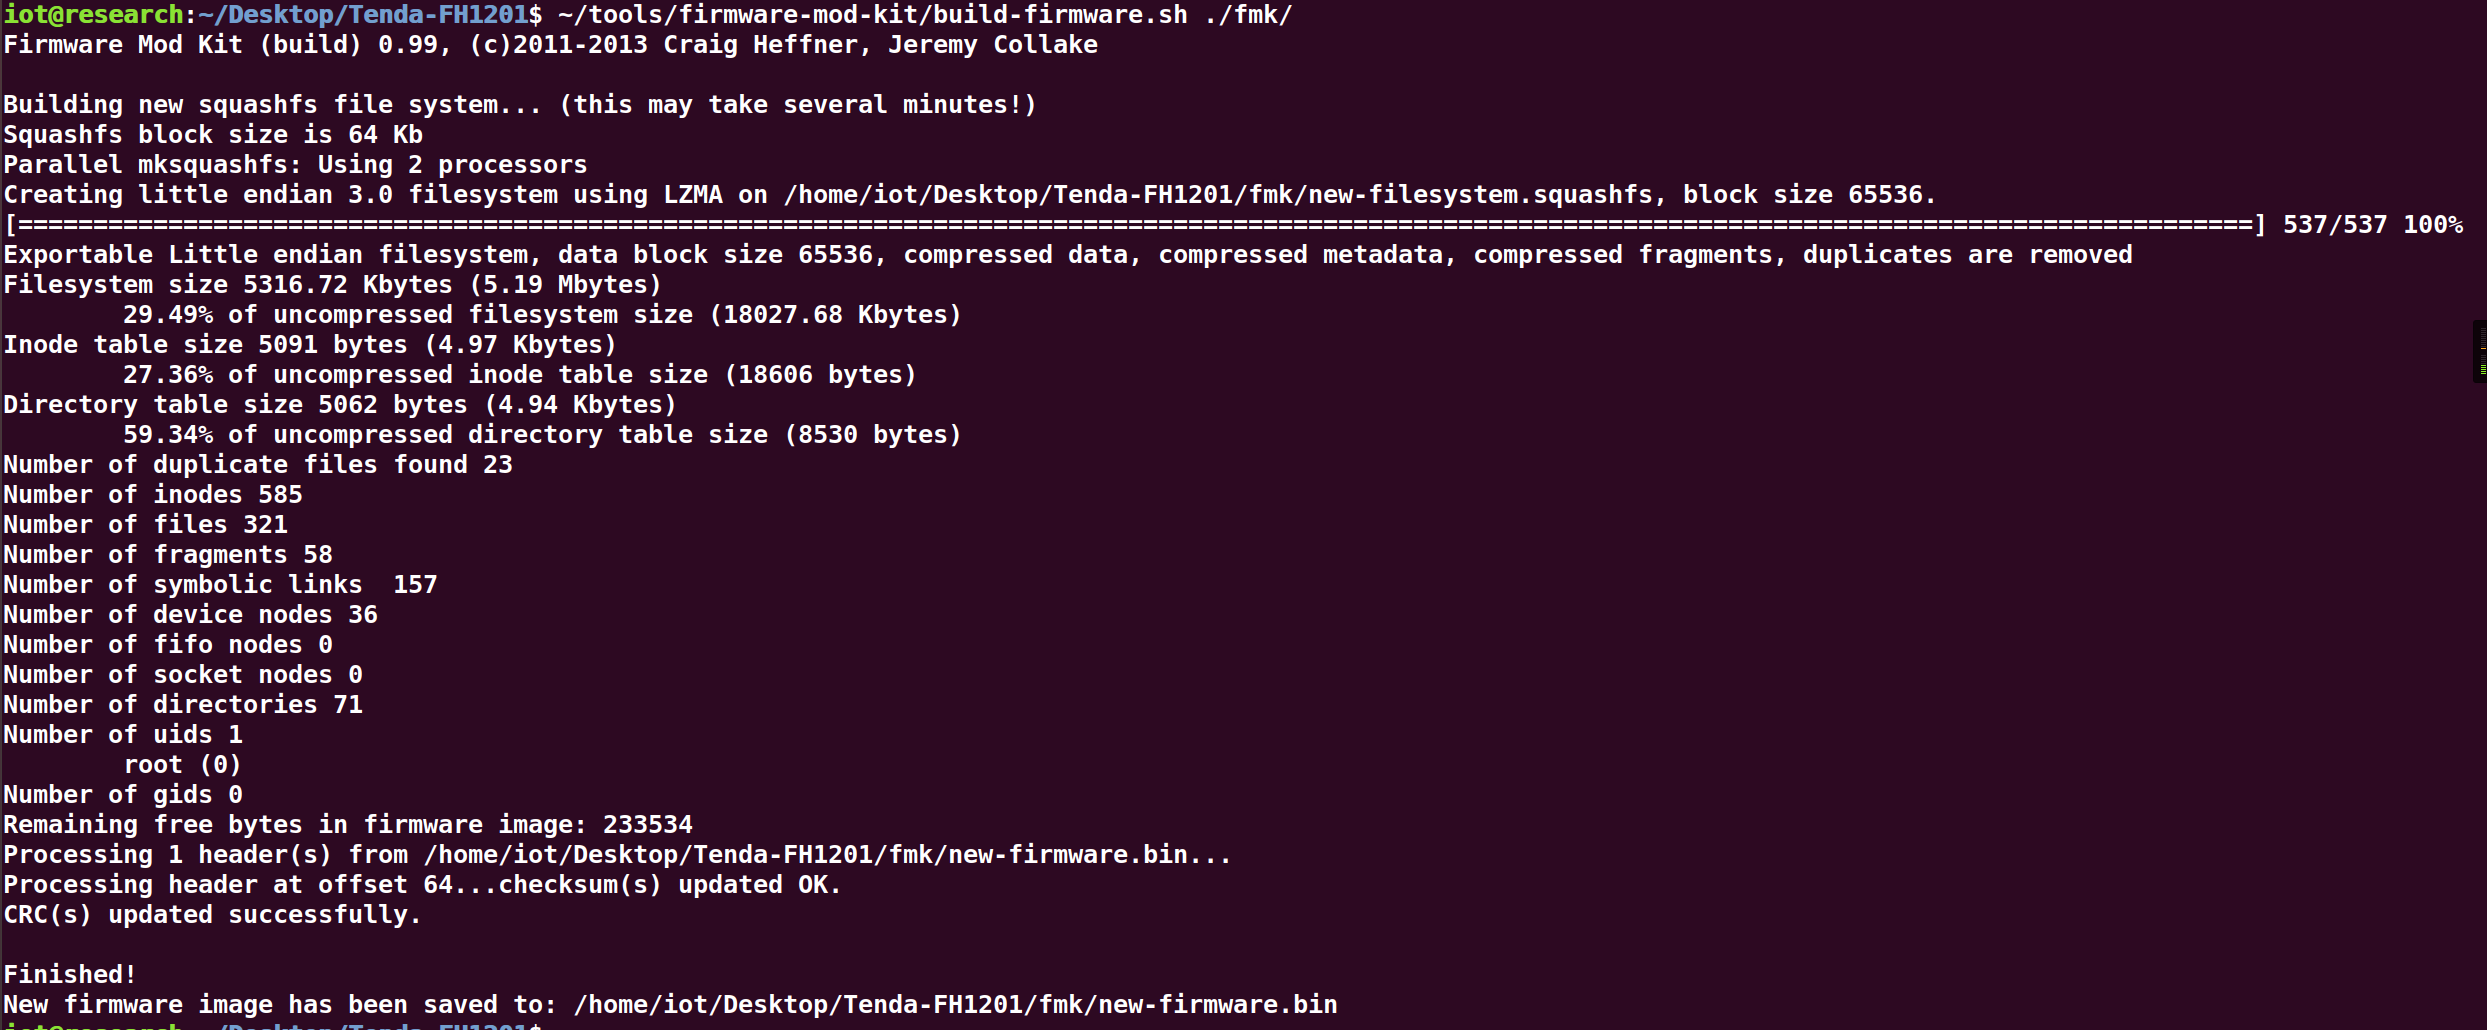 iot@research:~/Desktop/Tenda-FH1201$ ~/tools/firmware-mod-kit/build-firmware.sh ./fmk/
Firmware Mod Kit (build) 0.99, (c)2011-2013 Craig Heffner, Jeremy Collake

Building new squashfs file system... (this may take several minutes!)
Squashfs block size is 64 Kb
Parallel mksquashfs: Using 2 processors
Creating little endian 3.0 filesystem using LZMA on /home/iot/Desktop/Tenda-FH1201/fmk/new-filesystem.squashfs, block size 65536.
[=====================================================================================================================================================] 537/537 100%
Exportable Little endian filesystem, data block size 65536, compressed data, compressed metadata, compressed fragments, duplicates are removed
Filesystem size 5316.72 Kbytes (5.19 Mbytes)
        29.49% of uncompressed filesystem size (18027.68 Kbytes)
Inode table size 5091 bytes (4.97 Kbytes)
        27.36% of uncompressed inode table size (18606 bytes)
Directory table size 5062 bytes (4.94 Kbytes)
        59.34% of uncompressed directory table size (8530 bytes)
Number of duplicate files found 23
Number of inodes 585
Number of files 321
Number of fragments 58
Number of symbolic links  157
Number of device nodes 36
Number of fifo nodes 0
Number of socket nodes 0
Number of directories 71
Number of uids 1
        root (0)
Number of gids 0
Remaining free bytes in firmware image: 233534
Processing 1 header(s) from /home/iot/Desktop/Tenda-FH1201/fmk/new-firmware.bin...
Processing header at offset 64...checksum(s) updated OK.
CRC(s) updated successfully.

Finished!
New firmware image has been saved to: /home/iot/Desktop/Tenda-FH1201/fmk/new-firmware.bin
iot@research:~/Desktop/Tenda-FH1201$